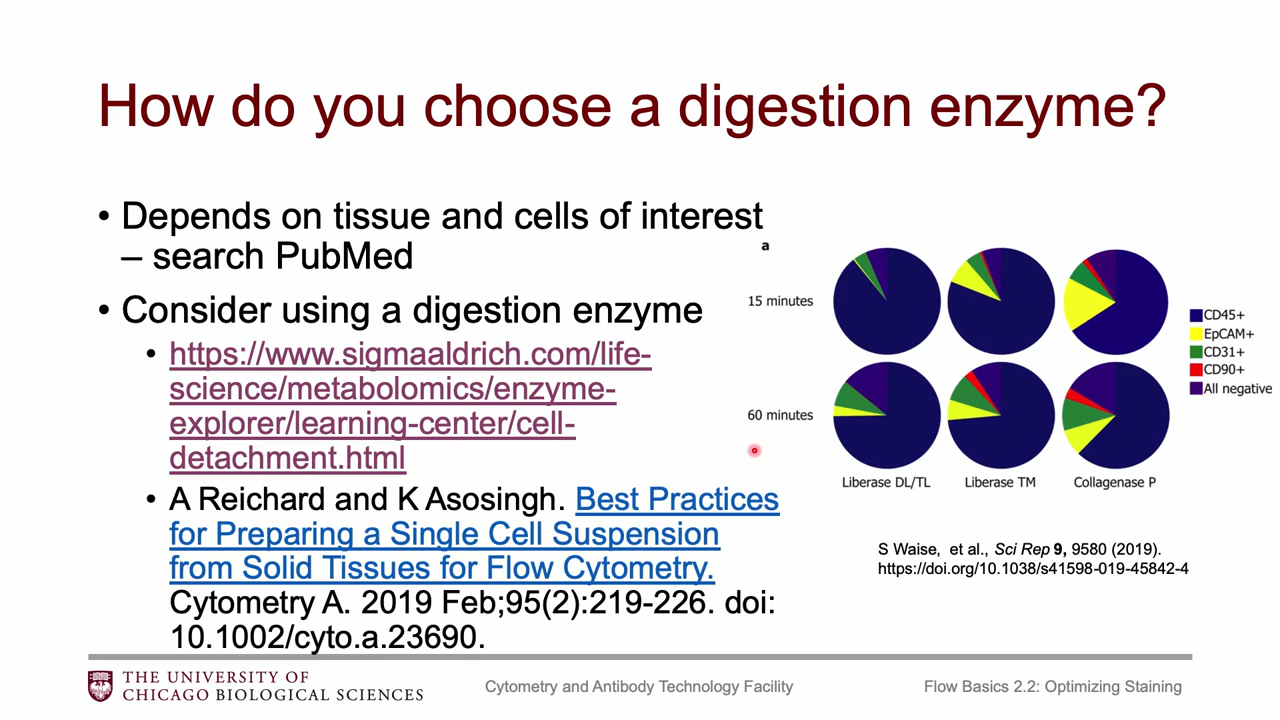 How do you choose a digestion enzyme?
• Depends on tissue and cells of interest
– search PubMed
• Consider using a digestion enzyme
• https://www.sigmaaldrich.com/life-
science/metabolomics/enzyme-
explorer/learning-center/cell-
detachment.html
• A Reichard and K Asosingh. Best Practices
for Preparing a Single Cell Suspension
from Solid Tissues for Flow Cytometry.
Cytometry A. 2019 Feb;95(2):219-226. doi:
10.1002/cyto.a.23690.
a
15 minutes
60 minutes
Liberase DL/TL
Liberase TM
Collagenase P
CD45+
EpCAM+
CD31+
CD90+
All negative
S Waise, et al., Sci Rep 9, 9580 (2019).
https://doi.org/10.1038/s41598-019-45842-4
THE UNIVERSITY OF
CHICAGO BIOLOGICAL SCIENCES
Cytometry and Antibody Technology Facility
Flow Basics 2.2: Optimizing Staining